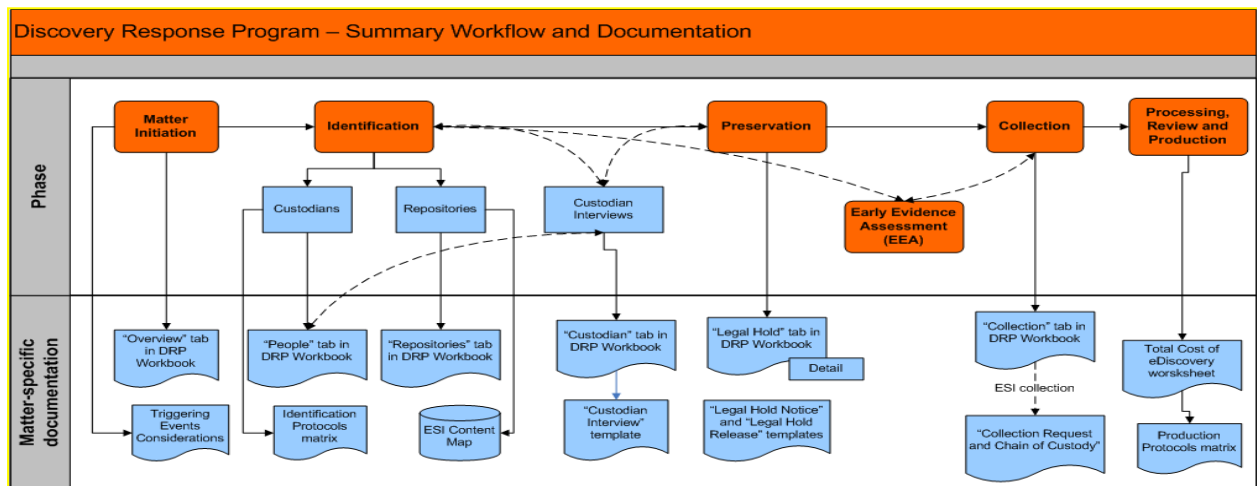 Discovery Response Program – Summary Workflow and Documentation
Phase
Matter
Initiation
Identification
Preservation
Collection
Processing,
Review and
Production
Custodians
Repositories
Custodian
Interviews
Early Evidence
Assessment
(EEA)
Matter-specific
documentation
“Overview” tab
in DRP
Workbook
“People” tab in
DRP Workbook
“Repositories” tab
in DRP Workbook
“Custodian” tab in
DRP Workbook
“Legal Hold” tab in
DRP Workbook
Detail
“Collection” tab in
DRP Workbook
Total Cost of
eDiscovery
worsksheet
ESI collection
Triggering
Events
Considerations
Identification
Protocols
matrix
ESI Content
Map
“Custodian
Interview”
template
“Legal Hold Notice”
and “Legal Hold
Release” templates
“Collection Request
and Chain of Custody”
Production
Protocols matrix